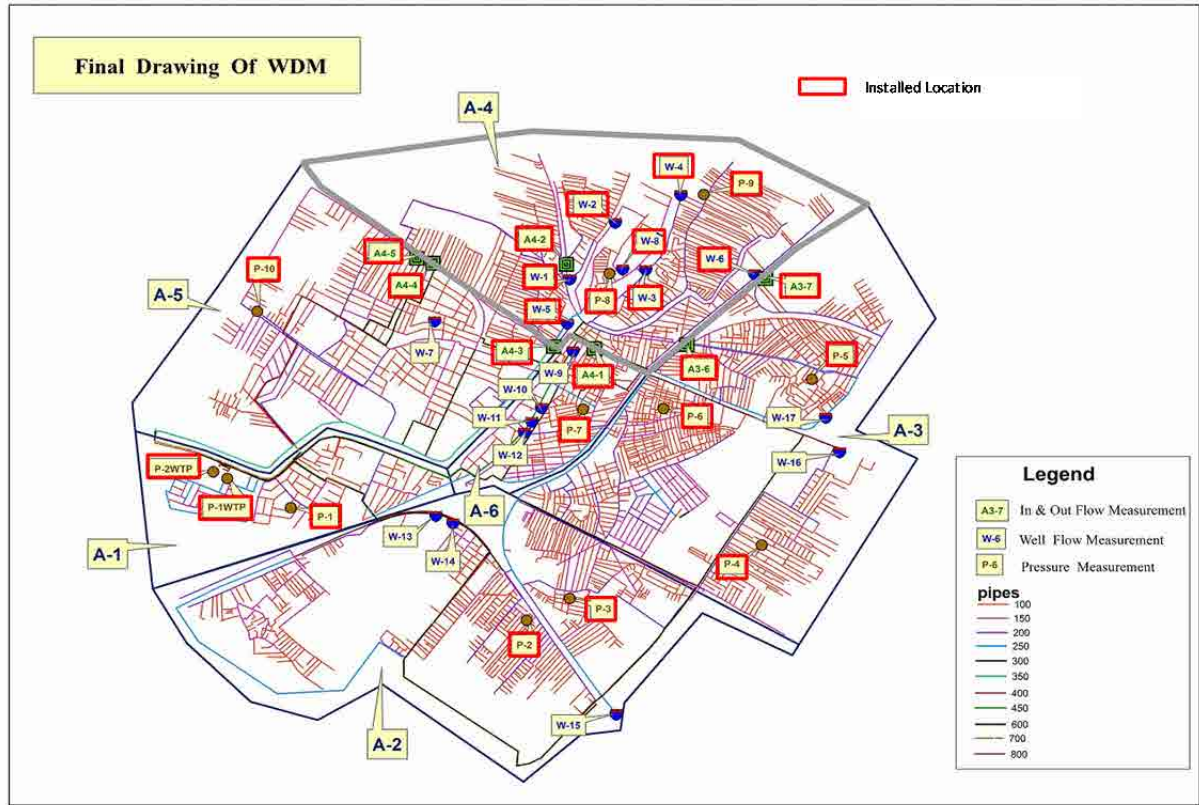 Final Drawing Of WDM
Installed Location
A-4
W-4
P-9
W-2
A4-2
W-8
A4-5
W-6
P-10
W-1
A4-4
A3-7
P-8
W-3
A-5
W-5
W-7
A4-3
W-9
A4-1
A3-6
P-5
W-10
W-11
P-7
P-6
W-17
A-3
W-12
W-16
P-2WTP
P-1WTP
P-1
A-6
W-13
A-1
W-14
P-4
P-3
P-2
W-15
A-2
Legend
A3-7 In & Out Flow Measurement
W-6 Well Flow Measurement
P-6 Pressure Measurement
pipes
100
150
200
250
300
350
400
450
600
700
800